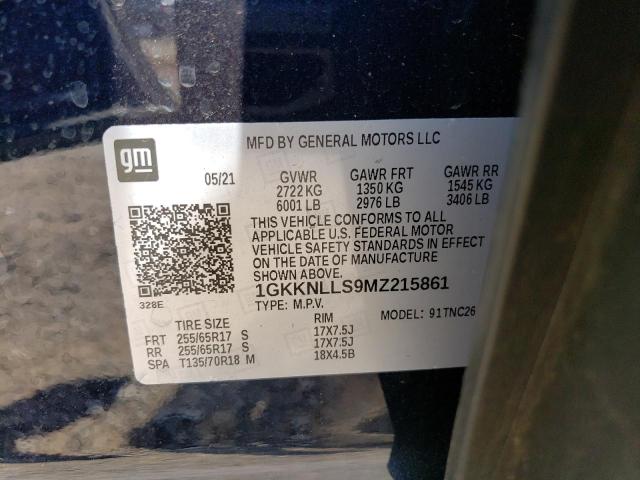 gm
MFD BY GENERAL MOTORS LLC
05/21
GVWR GAWR FRT GAWR RR
2722 KG 1350 KG 1545 KG
6001 LB 2976 LB 3406 LB
THIS VEHICLE CONFORMS TO ALL
APPLICABLE U.S. FEDERAL MOTOR
VEHICLE SAFETY STANDARDS IN EFFECT
ON THE DATE OF MANUFACTURE
SHOWN ABOVE.
328E
1GKKNLLS9MZ215861
TYPE: M.P.V. MODEL: 91TNC26
TIRE SIZE RIM
FRT 255/65R17 S 17X7.5J
RR 255/65R17 S 17X7.5J
SPA T135/70R18 M 18X4.5B